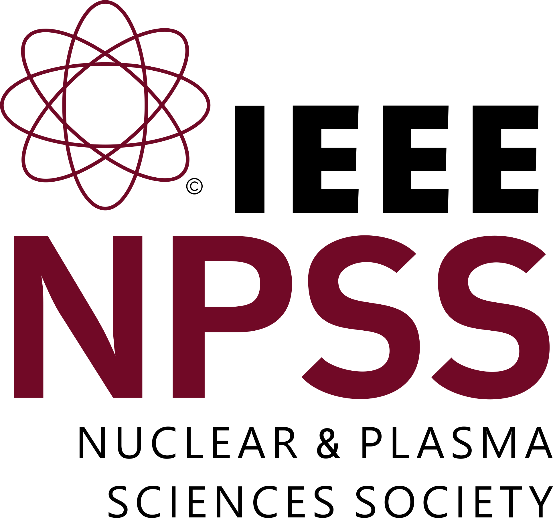 ©
IEEE
NPSS
NUCLEAR & PLASMA
SCIENCES SOCIETY